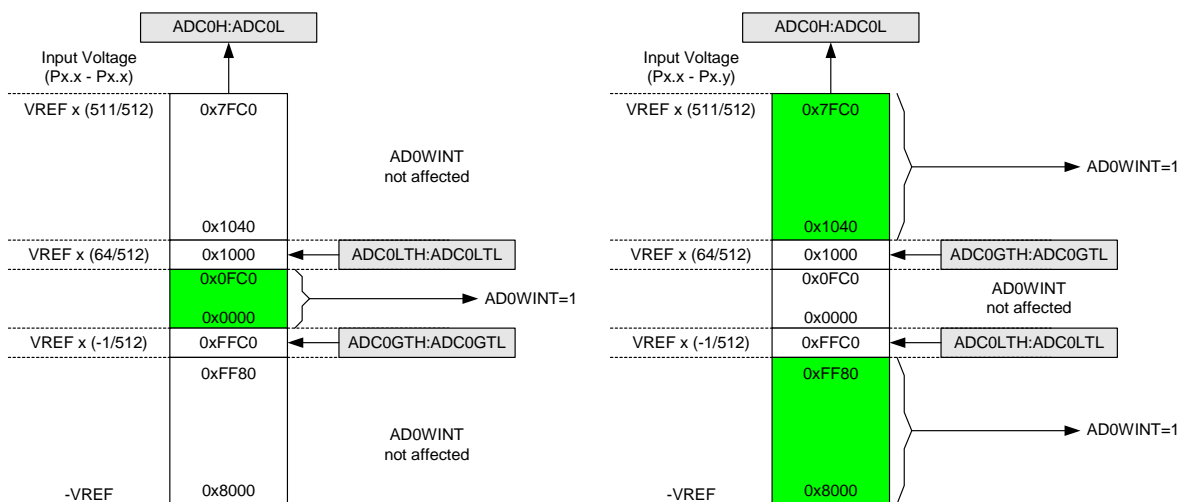 ADC0H:ADC0L
Input Voltage
(Px.x - Px.x)
VREF x (511/512)
0x7FC0
AD0WINT
not affected
0x1040
VREF x (64/512)
0x1000
ADC0LTH:ADC0LTL
0x0FC0
AD0WINT=1
0x0000
VREF x (-1/512)
0xFFC0
ADC0GTH:ADC0GTL
0xFF80
AD0WINT
not affected
-VREF
0x8000
ADC0H:ADC0L
Input Voltage
(Px.x - Px.y)
VREF x (511/512)
0x7FC0
AD0WINT=1
0x1040
VREF x (64/512)
0x1000
ADC0GTH:ADC0GTL
0x0FC0
AD0WINT
not affected
0x0000
VREF x (-1/512)
0xFFC0
ADC0LTH:ADC0LTL
0xFF80
AD0WINT=1
-VREF
0x8000